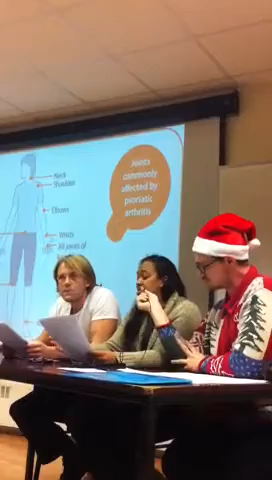 Joints
commonly
affected by
psoriatic
arthritis
Neck
Shoulder
Elbows
Wrists
All joints of